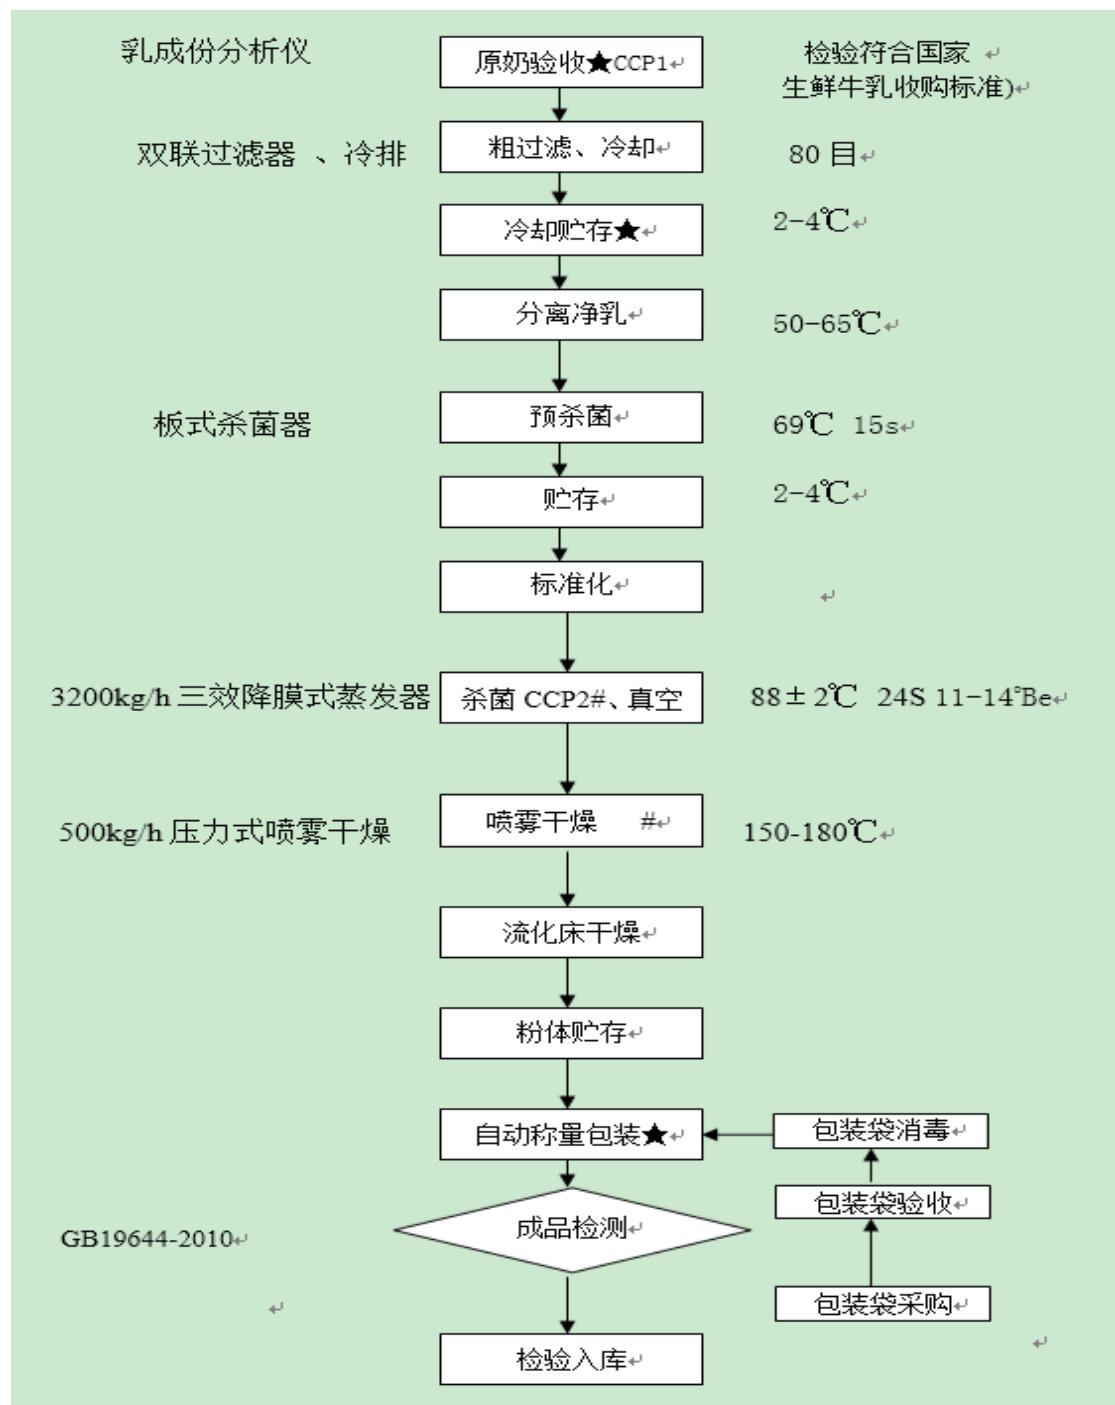 乳成份分析仪
原奶验收★CCP1↵
检验符合国家 ↵
生鲜牛乳收购标准)↵
双联过滤器 、冷排
粗过滤、冷却↵
80 目↵
冷却贮存★↵
2-4℃↵
分离净乳↵
50-65℃↵
板式杀菌器
预杀菌↵
69℃ 15s↵
贮存↵
2-4℃↵
标准化↵
↵
3200kg/h 三效降膜式蒸发器
杀菌 CCP2#、真空
88±2℃ 24S 11-14°Be↵
500kg/h 压力式喷雾干燥
喷雾干燥 #↵
150-180℃↵
流化床干燥↵
粉体贮存↵
自动称量包装★↵
包装袋消毒↵
包装袋验收↵
成品检测↵
GB19644-2010↵
包装袋采购↵
↵
↵
检验入库↵